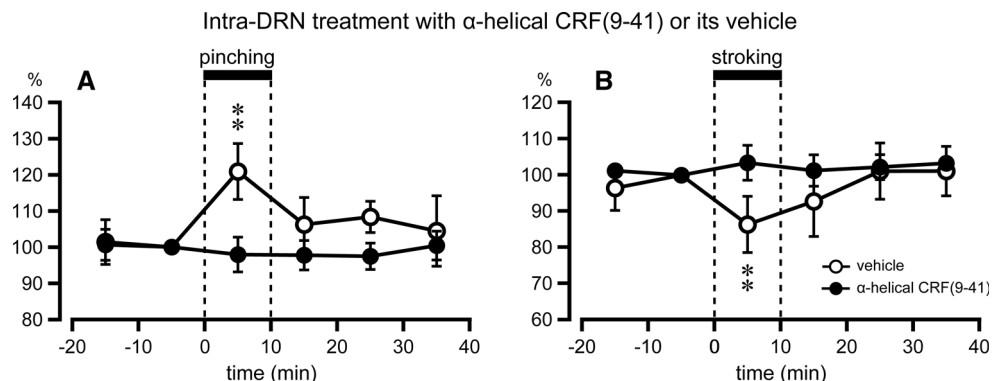 Intra-DRN treatment with α-helical CRF(9-41) or its vehicle
pinching
% A
140
130
**
120
110
100
90
80
-20 -10 0 10 20 30 40
time (min)
stroking
% B
120
110
100
90
80
70
60
**
vehicle
α-helical CRF(9-41)
-20 -10 0 10 20 30 40
time (min)